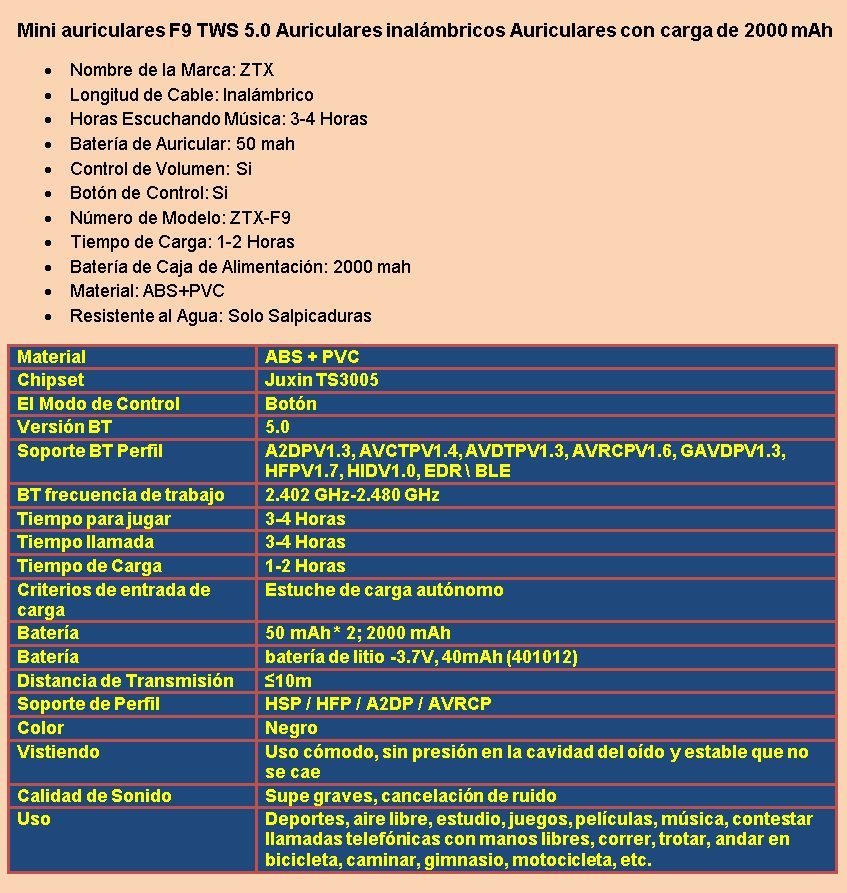 Mini auriculares F9 TWS 5.0 Auriculares inalámbricos Auriculares con carga de 2000 mAh
• Nombre de la Marca: ZTX
• Longitud de Cable: Inalámbrico
• Horas Escuchando Música: 3-4 Horas
• Batería de Auricular: 50 mah
• Control de Volumen: Si
• Botón de Control: Si
• Número de Modelo: ZTX-F9
• Tiempo de Carga: 1-2 Horas
• Batería de Caja de Alimentación: 2000 mah
• Material: ABS+PVC
• Resistente al Agua: Solo Salpicaduras
Material ABS + PVC
Chipset Juxin TS3005
El Modo de Control Botón
Versión BT 5.0
Soporte BT Perfil A2DPV1.3, AVCTPV1.4, AVDTPV1.3, AVRCPV1.6, GAVDPV1.3,
HFPV1.7, HIDV1.0, EDR \ BLE
BT frecuencia de trabajo 2.402 GHz-2.480 GHz
Tiempo para jugar 3-4 Horas
Tiempo llamada 3-4 Horas
Tiempo de Carga 1-2 Horas
Criterios de entrada de Estuche de carga autónomo
carga
Batería 50 mAh * 2; 2000 mAh
Batería batería de litio -3.7V, 40mAh (401012)
Distancia de Transmisión ≤10m
Soporte de Perfil HSP / HFP / A2DP / AVRCP
Color Negro
Vistiendo Uso cómodo, sin presión en la cavidad del oído y estable que no
se cae
Calidad de Sonido Supe graves, cancelación de ruido
Uso Deportes, aire libre, estudio, juegos, películas, música, contestar
llamadas telefónicas con manos libres, correr, trotar, andar en
bicicleta, caminar, gimnasio, motocicleta, etc.